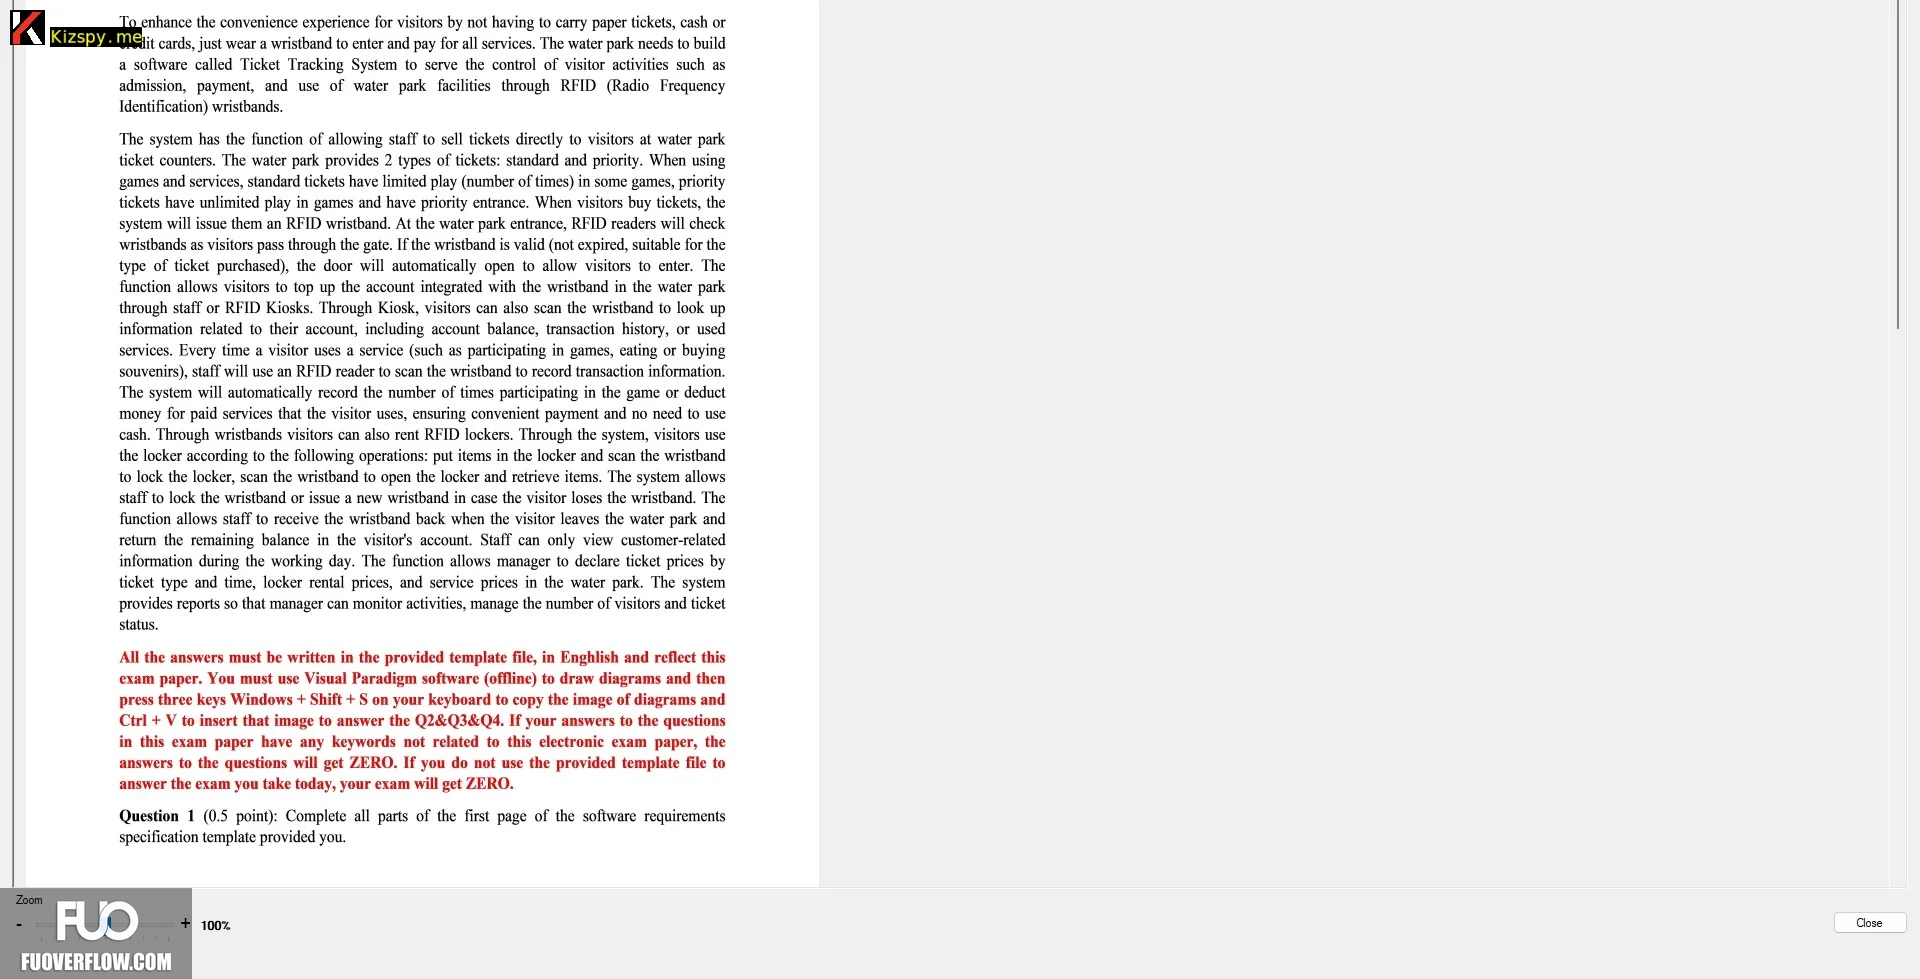 To enhance the convenience experience for visitors by not having to carry paper tickets, cash or
Kizspy.me
credit cards, just wear a wristband to enter and pay for all services. The water park needs to build
a software called Ticket Tracking System to serve the control of visitor activities such as
admission, payment, and use of water park facilities through RFID (Radio Frequency
Identification) wristbands.
The system has the function of allowing staff to sell tickets directly to visitors at water park
ticket counters. The water park provides 2 types of tickets: standard and priority. When using
games and services, standard tickets have limited play (number of times) in some games, priority
tickets have unlimited play in games and have priority entrance. When visitors buy tickets, the
system will issue them an RFID wristband. At the water park entrance, RFID readers will check
wristbands as visitors pass through the gate. If the wristband is valid (not expired, suitable for the
type of ticket purchased), the door will automatically open to allow visitors to enter. The
function allows visitors to top up the account integrated with the wristband in the water park
through staff or RFID Kiosks. Through Kiosk, visitors can also scan the wristband to look up
information related to their account, including account balance, transaction history, or used
services. Every time a visitor uses a service (such as participating in games, eating or buying
souvenirs), staff will use an RFID reader to scan the wristband to record transaction information.
The system will automatically record the number of times participating in the game or deduct
money for paid services that the visitor uses, ensuring convenient payment and no need to use
cash. Through wristbands visitors can also rent RFID lockers. Through the system, visitors use
the locker according to the following operations: put items in the locker and scan the wristband
to lock the locker, scan the wristband to open the locker and retrieve items. The system allows
staff to lock the wristband or issue a new wristband in case the visitor loses the wristband. The
function allows staff to receive the wristband back when the visitor leaves the water park and
return the remaining balance in the visitor's account. Staff can only view customer-related
information during the working day. The function allows manager to declare ticket prices by
ticket type and time, locker rental prices, and service prices in the water park. The system
provides reports so that manager can monitor activities, manage the number of visitors and ticket
status.
All the answers must be written in the provided template file, in Enghlish and reflect this
exam paper. You must use Visual Paradigm software (offline) to draw diagrams and then
press three keys Windows + Shift + S on your keyboard to copy the image of diagrams and
Ctrl + V to insert that image to answer the Q2&Q3&Q4. If your answers to the questions
in this exam paper have any keywords not related to this electronic exam paper, the
answers to the questions will get ZERO. If you do not use the provided template file to
answer the exam you take today, your exam will get ZERO.
Question 1 (0.5 point): Complete all parts of the first page of the software requirements
specification template provided you.
Zoom
- + 100%
FUO
FUOVERFLOW.COM
Close